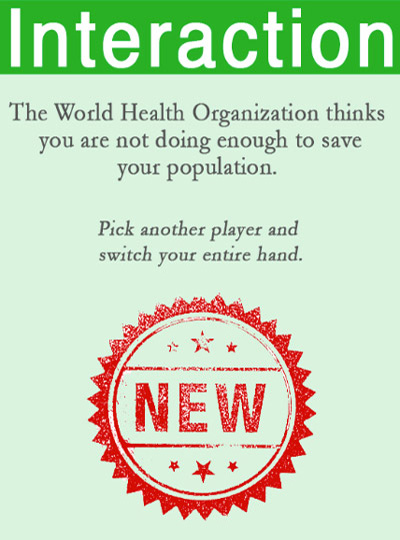 Interaction
The World Health Organization thinks
you are not doing enough to save
your population.
Pick another player and
switch your entire hand.
NEW